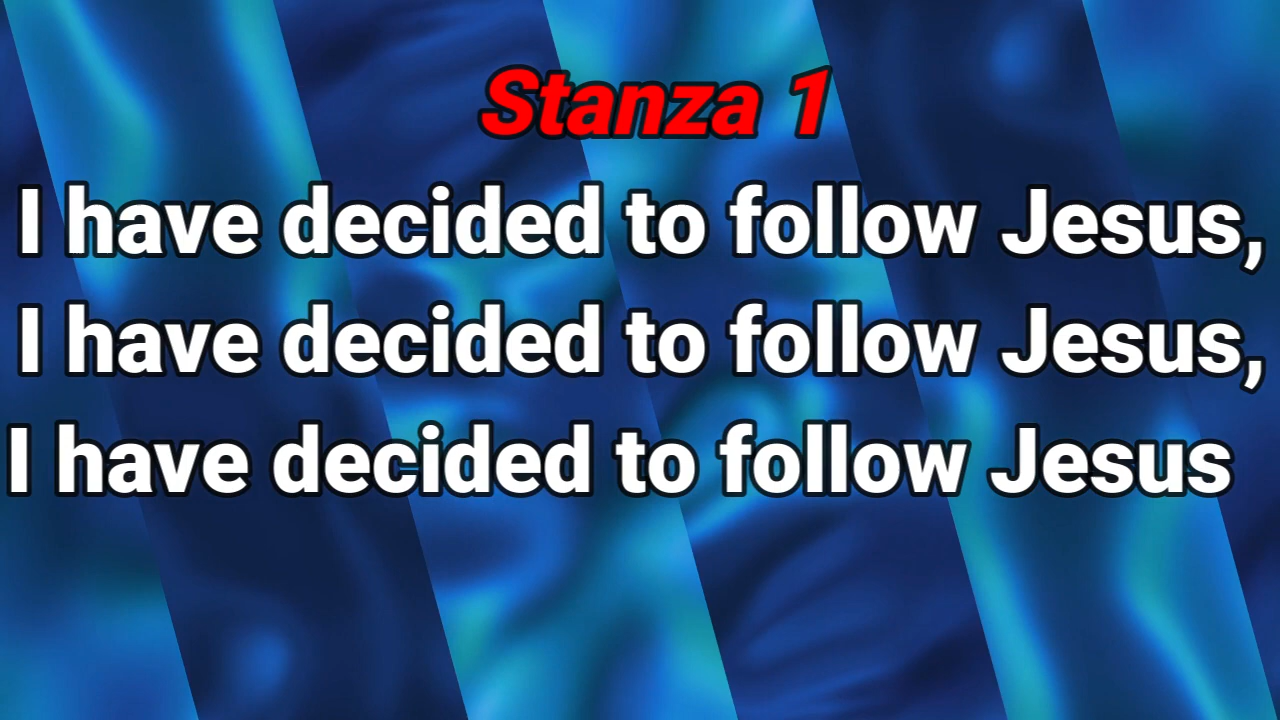 Stanza 1
I have decided to follow Jesus,
I have decided to follow Jesus,
I have decided to follow Jesus